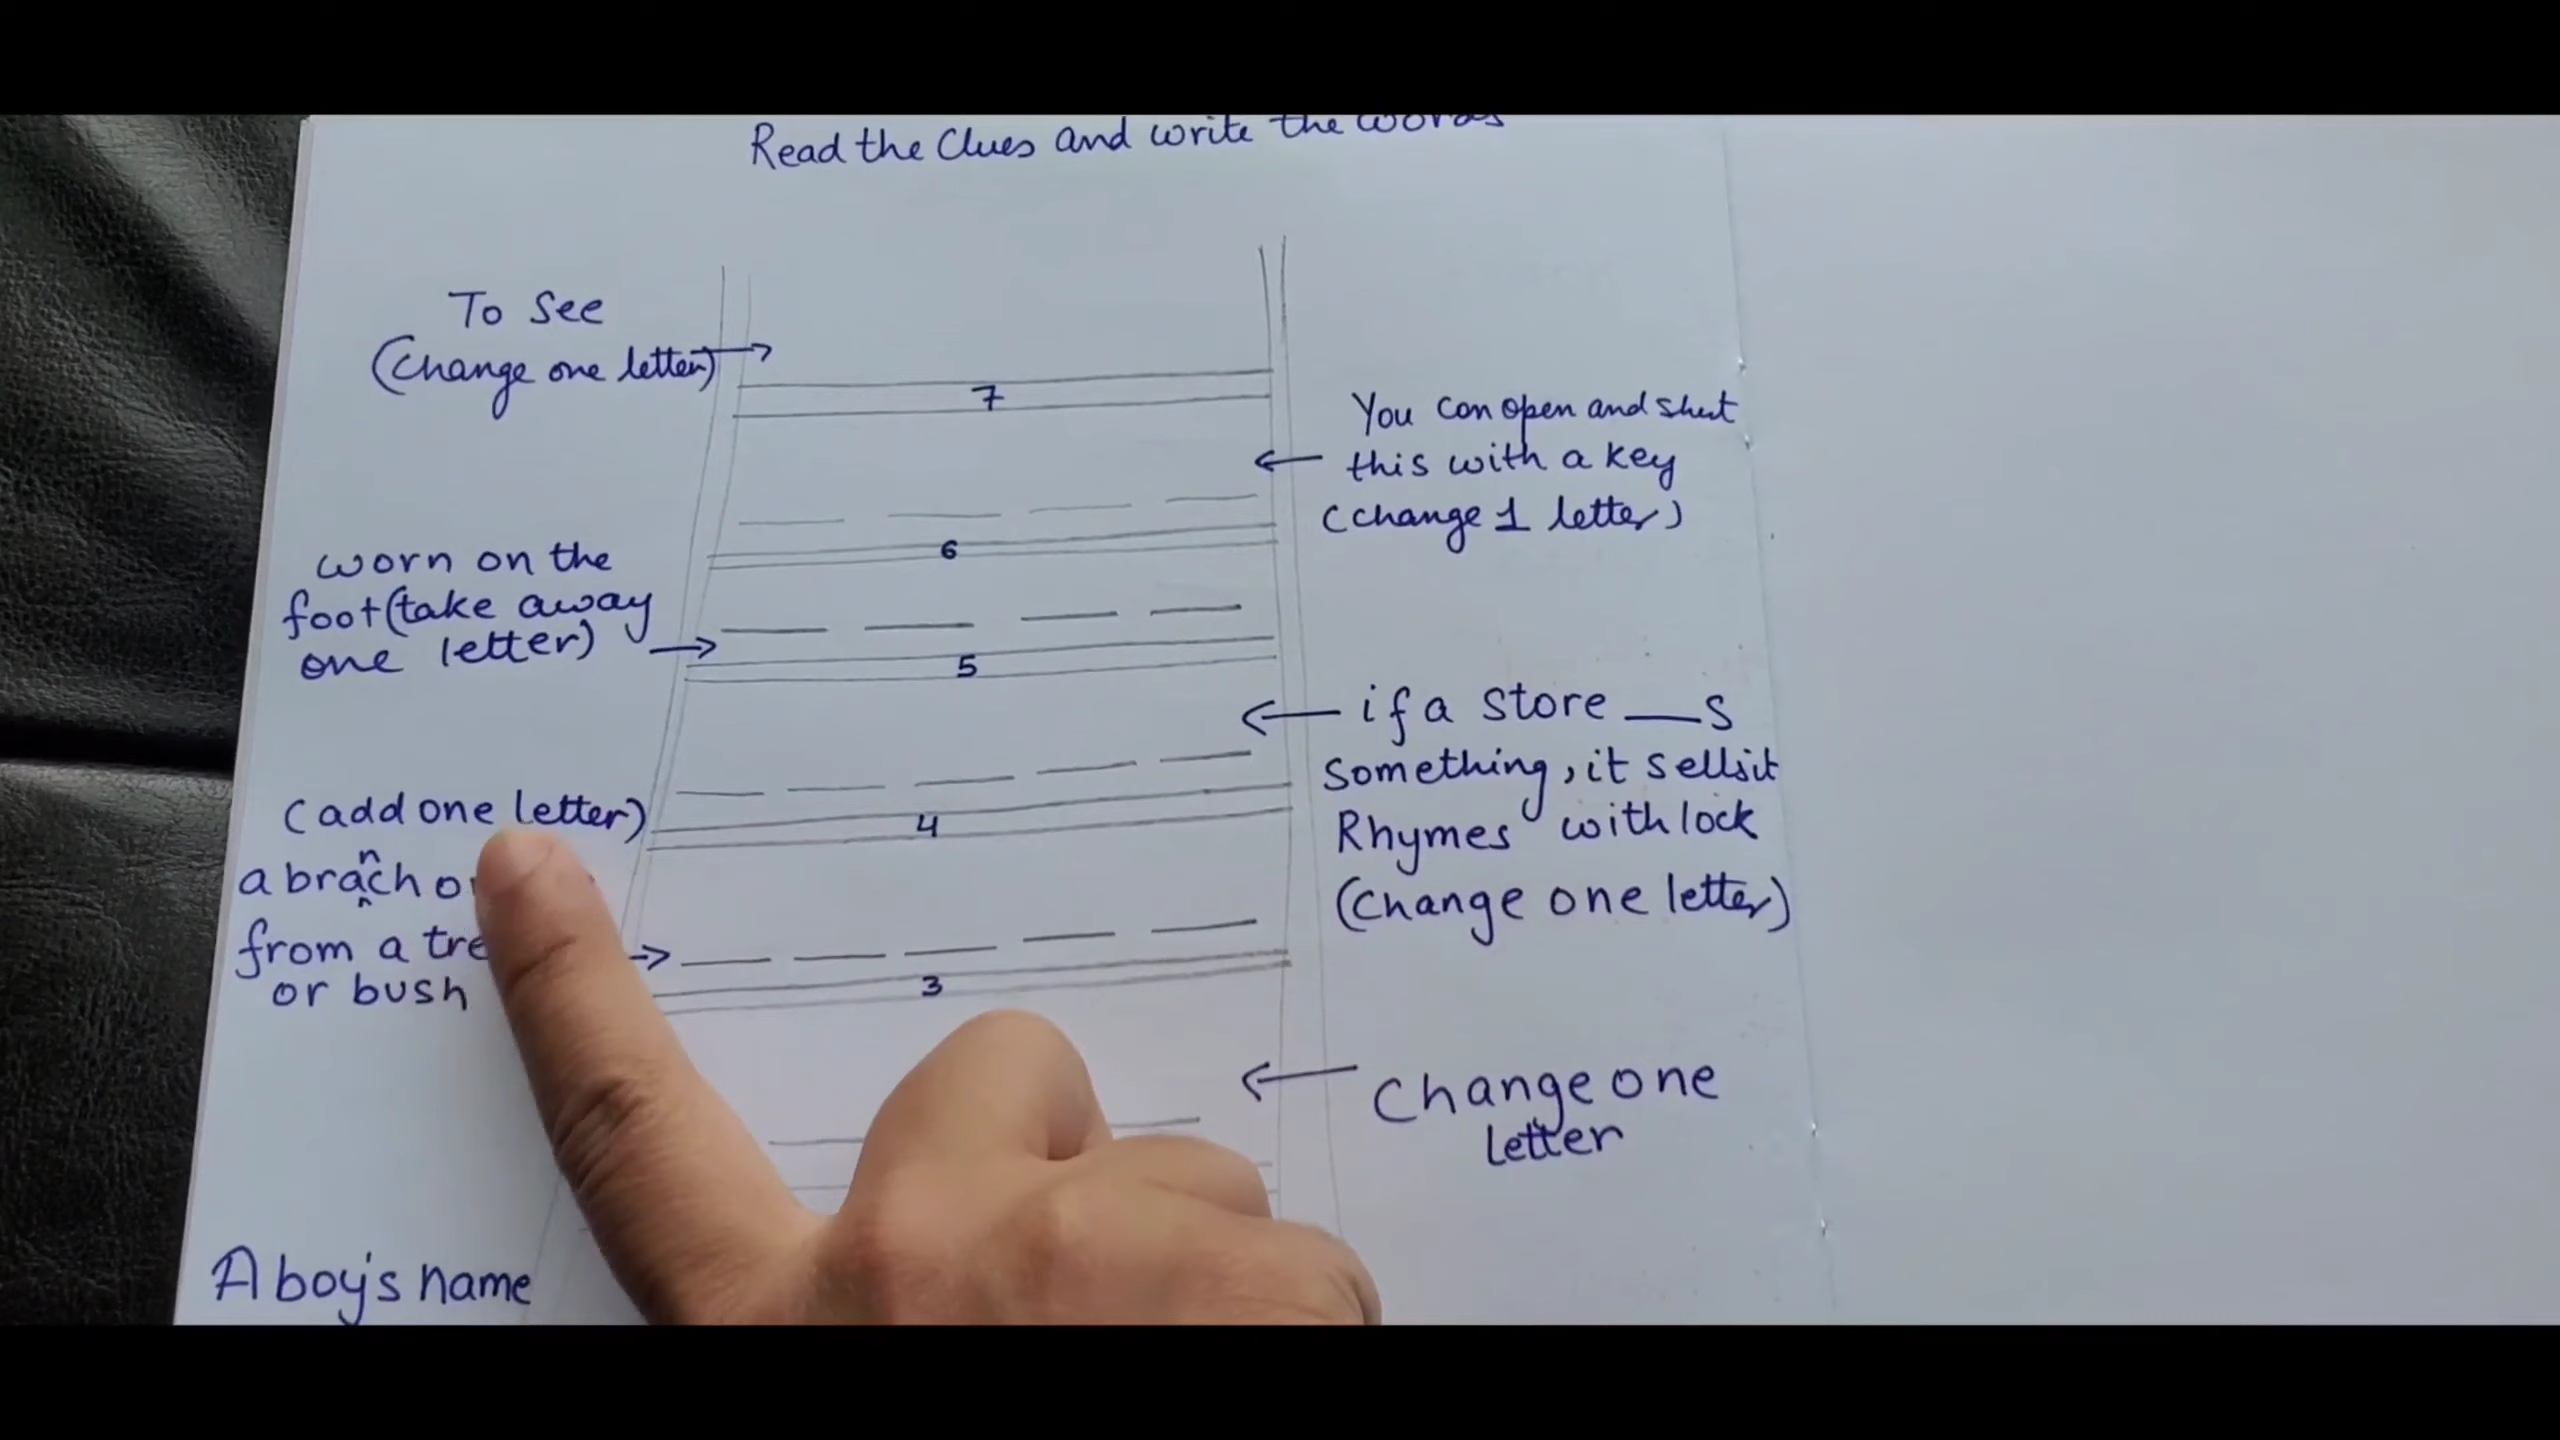 Read the Clues and write the words
To See
(Change one letter)
7
You can open and shut
this with a key
(change 1 letter)
6
worn on the
foot (take away
one letter)
5
if a store ___s
Something, it sells it
Rhymes with lock
(Change one letter)
4
(add one letter)
a branch
from a
or bush
3
Change one
letter
A boy's name